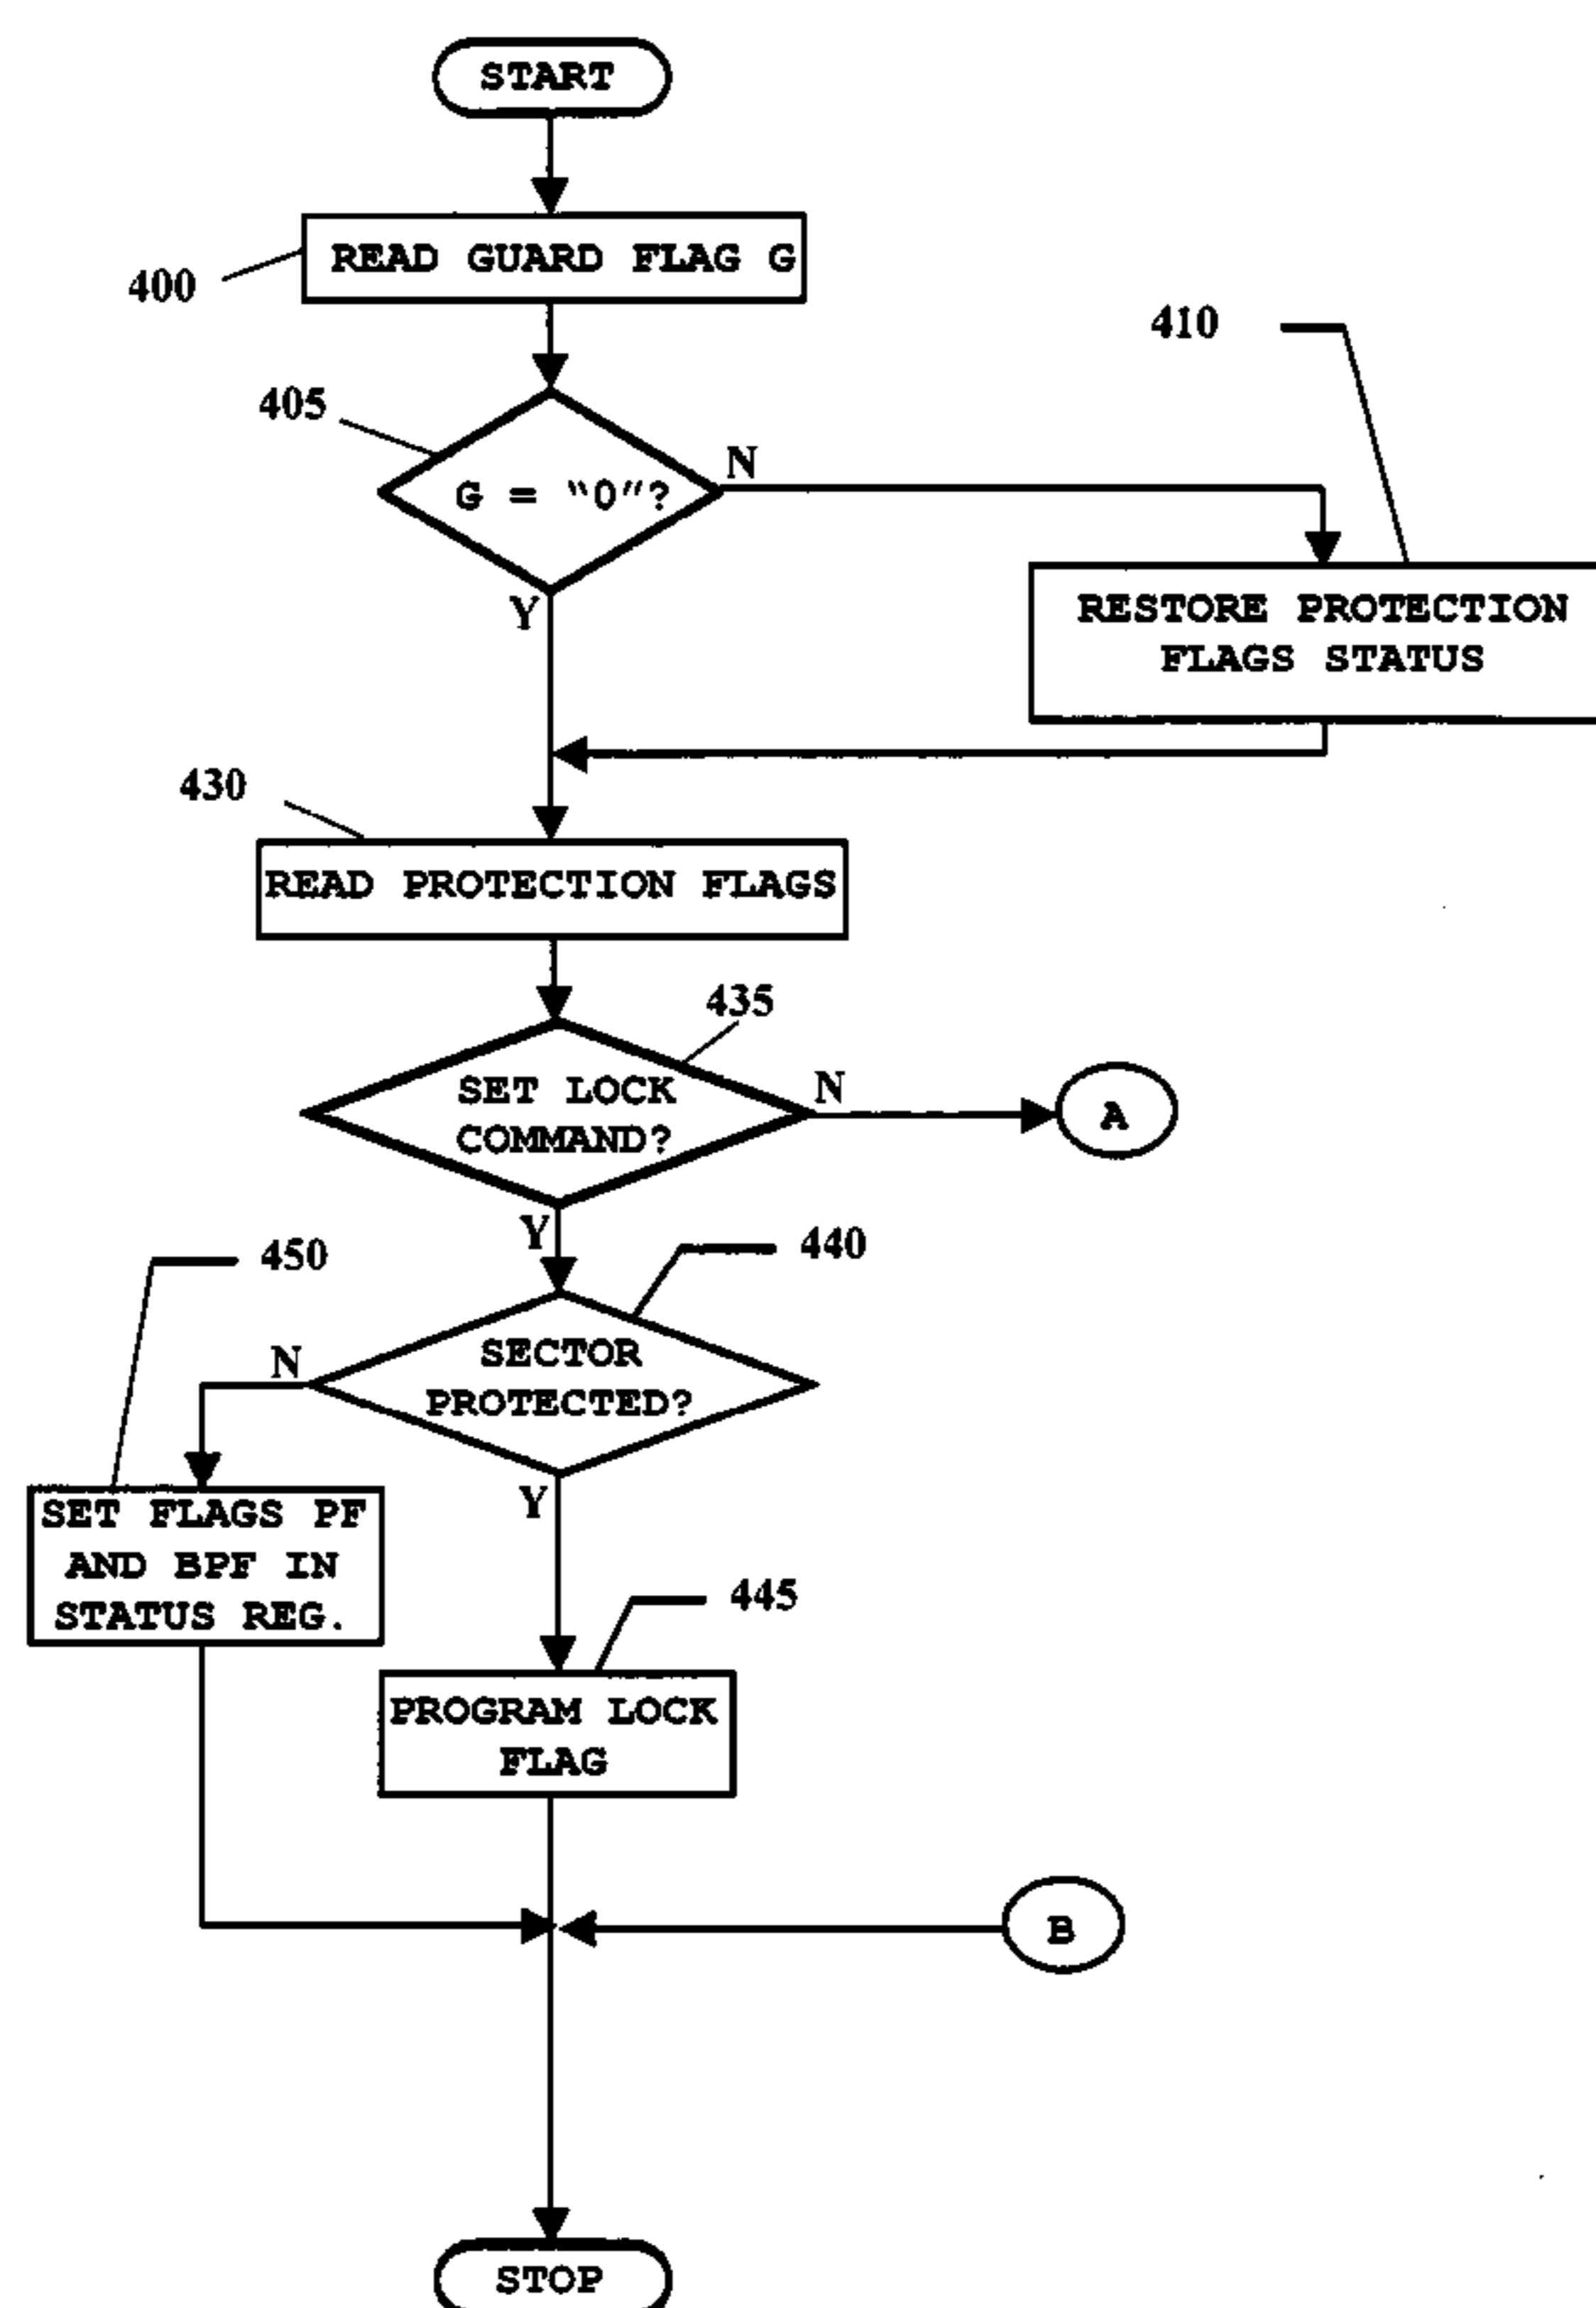 START
READ GUARD FLAG G
400
410
405
G = "0"?
N
Y
RESTORE PROTECTION
FLAGS STATUS
430
READ PROTECTION FLAGS
435
SET LOCK
COMMAND?
N
A
Y
440
450
SECTOR
PROTECTED?
N
Y
SET FLAGS PF
AND BPF IN
STATUS REG.
445
PROGRAM LOCK
FLAG
B
STOP